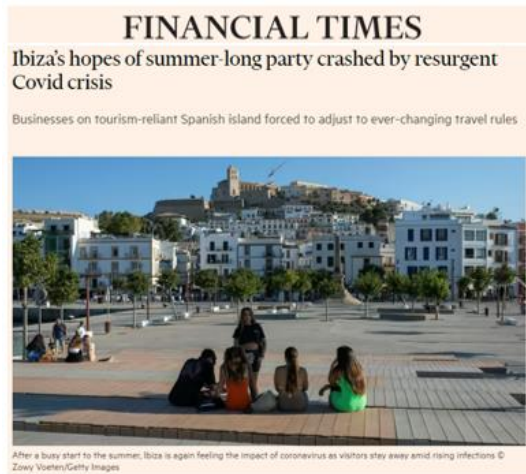 FINANCIAL TIMES
Ibiza's hopes of summer-long party crashed by resurgent
Covid crisis
Businesses on tourism-reliant Spanish island forced to adjust to ever-changing travel rules
After a busy start to the summer, Ibiza is again feeling the impact of coronavirus as visitors stay away amid rising infections ©
Zowy Voeten/Getty Images